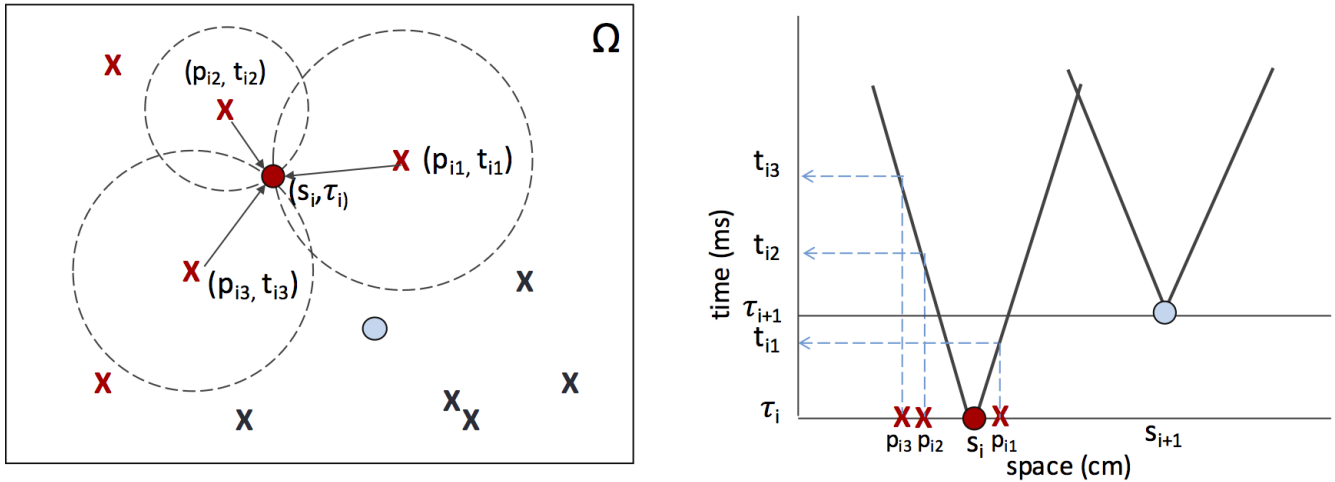 Ω
X
(pi2, ti2)
X
X (pi1, ti1)
(si,τi)
X
(pi3, ti3)
X
X
X
X
X
X
time (ms)
ti3
ti2
τi+1
ti1
τi
X X X
pi3 pi2 si pi1 si+1
space (cm)